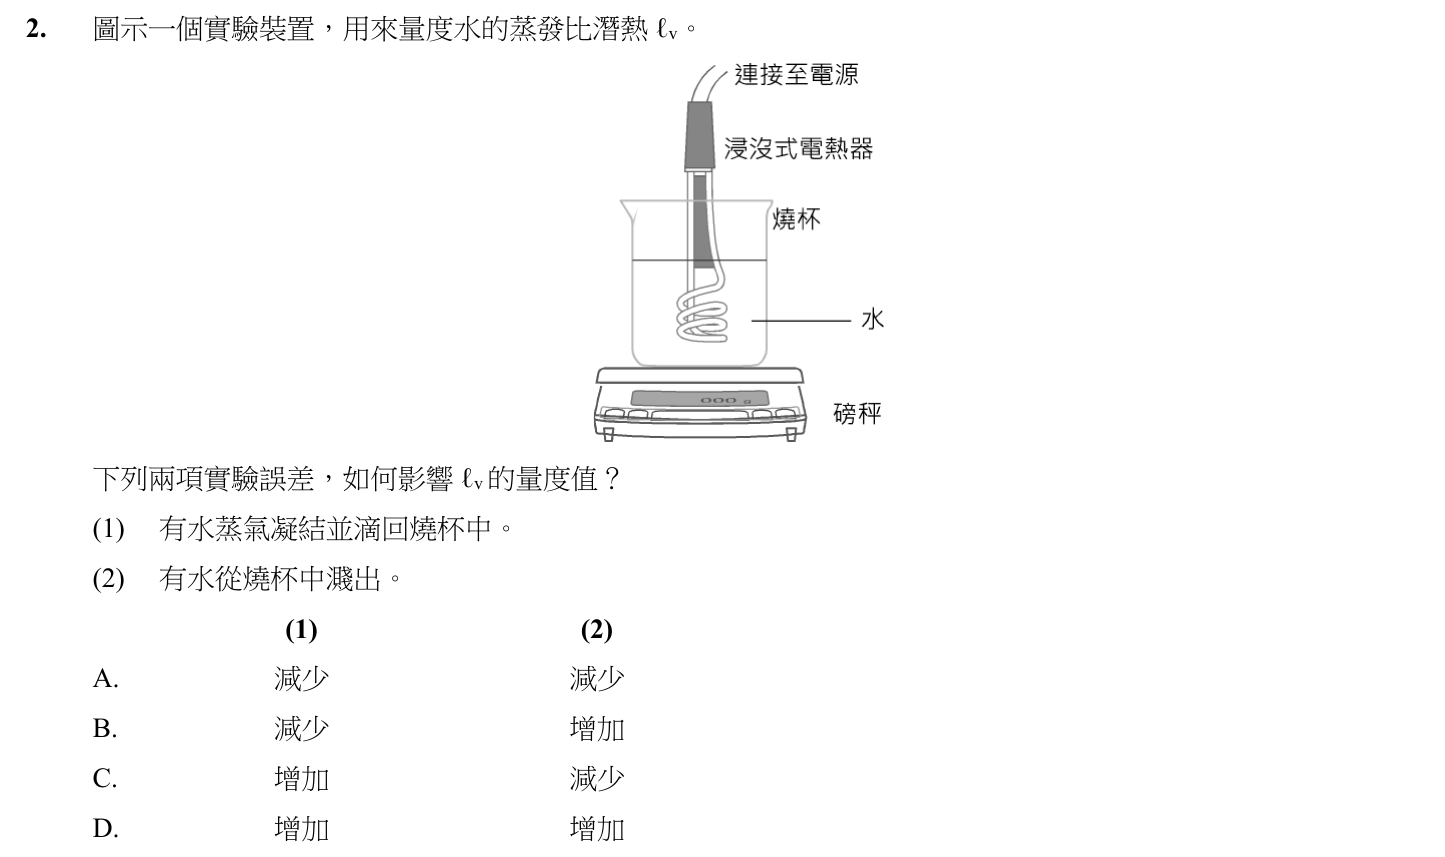 2. 圖示一個實驗裝置，用來量度水的蒸發比潛熱 ℓv。
連接至電源
浸沒式電熱器
燒杯
水
000 g
磅秤
下列兩項實驗誤差，如何影響 ℓv 的量度值？
(1) 有水蒸氣凝結並滴回燒杯中。
(2) 有水從燒杯中濺出。
(1) (2)
A. 減少 減少
B. 減少 增加
C. 增加 減少
D. 增加 增加